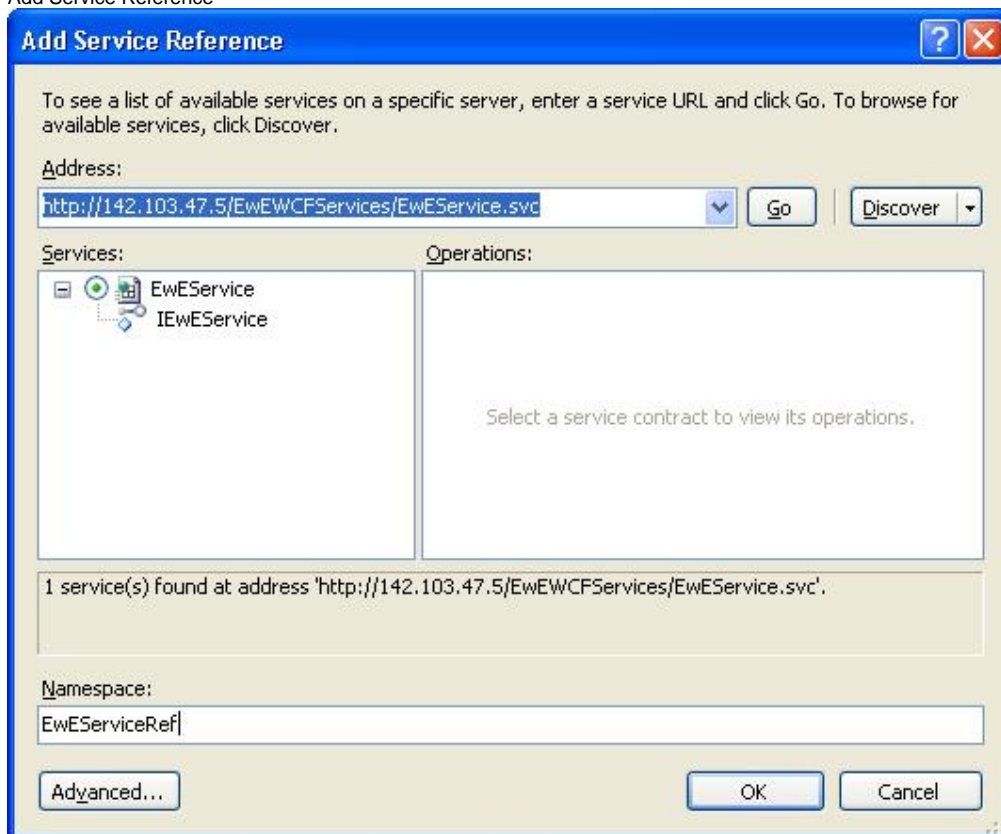 Add Service Reference
Add Service Reference
To see a list of available services on a specific server, enter a service URL and click Go. To browse for
available services, click Discover.
Address:
http://142.103.47.5/EwEWCFServices/EwEService.svc
Go
Discover
Services:
Operations:
EwEService
IEwEService
Select a service contract to view its operations.
1 service(s) found at address 'http://142.103.47.5/EwEWCFServices/EwEService.svc'.
Namespace:
EwEServiceRef
Advanced...
OK
Cancel